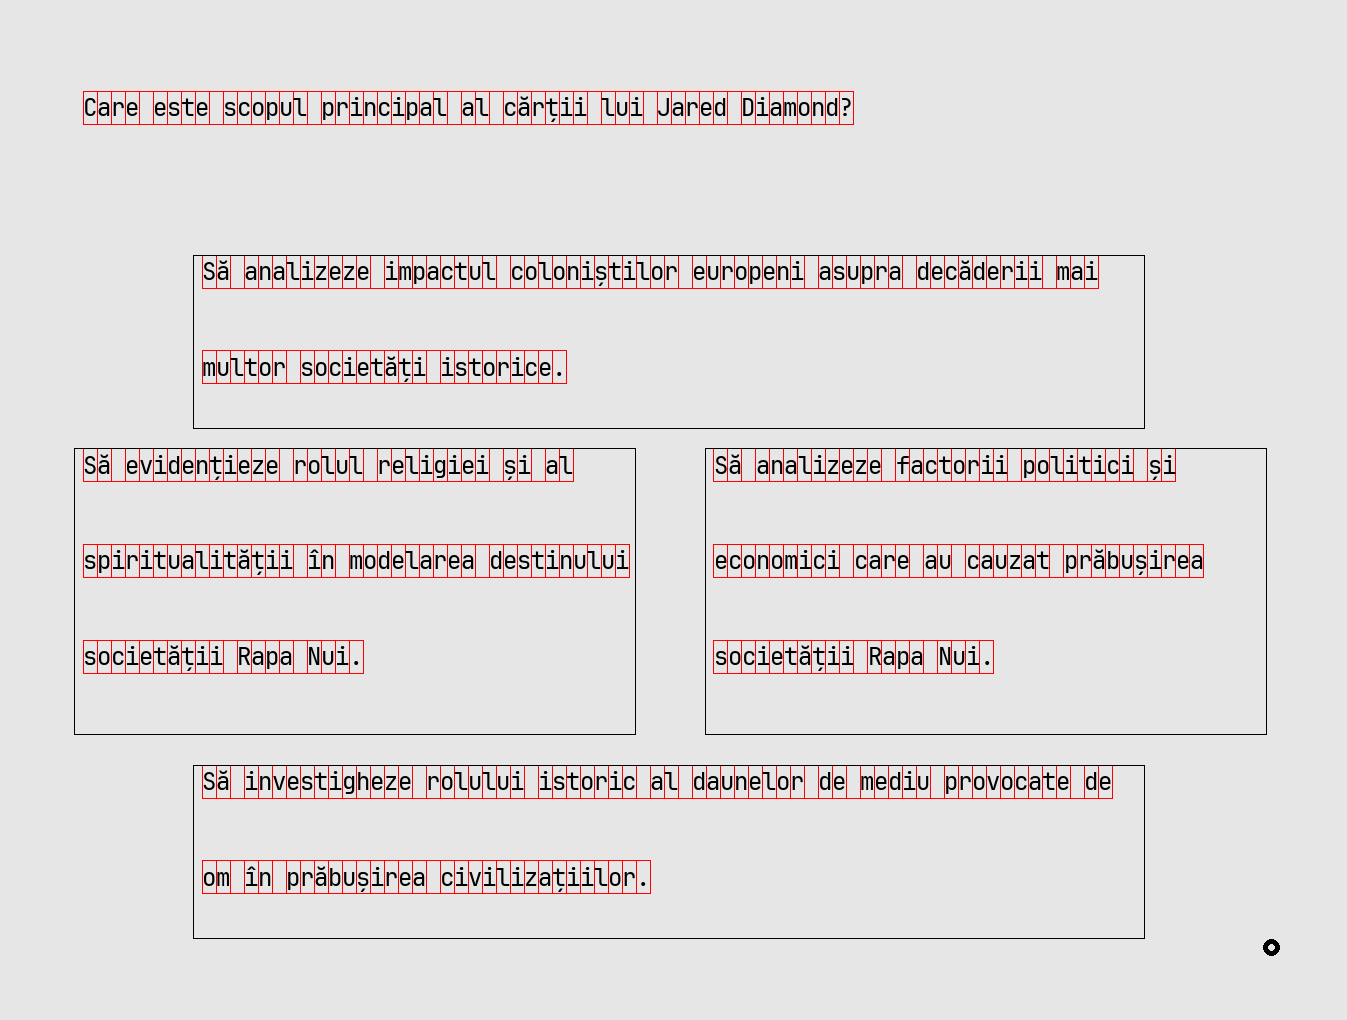 Care este scopul principal al cărții lui Jared Diamond?
Să analizeze impactul coloniștilor europeni asupra decăderii mai
multor societăți istorice.
Să evidențieze rolul religiei și al
spiritualității în modelarea destinului
societății Rapa Nui.
Să analizeze factorii politici și
economici care au cauzat prăbușirea
societății Rapa Nui.
Să investigheze rolului istoric al daunelor de mediu provocate de
om în prăbușirea civilizațiilor.